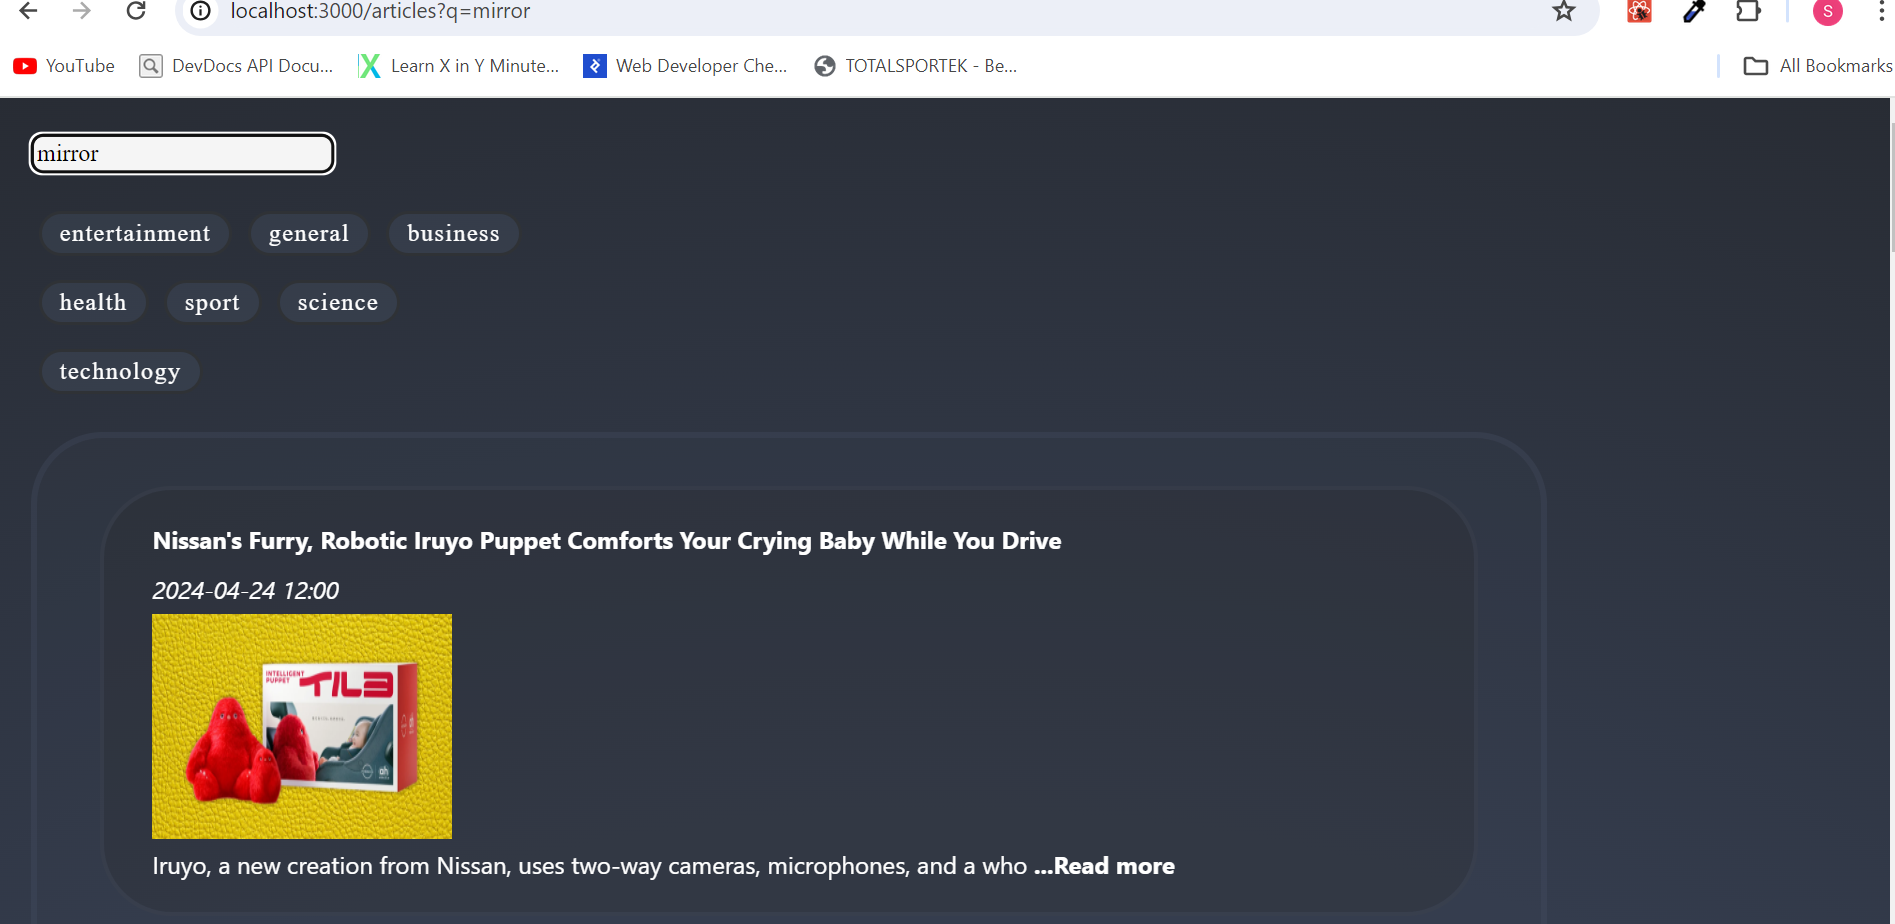 localhost:3000/articles?q=mirror
S
YouTube
DevDocs API Docu...
Learn X in Y Minute...
Web Developer Che...
TOTALSPORTEK - Be...
All Bookmarks
mirror
entertainment general business
health sport science
technology
Nissan's Furry, Robotic Iruyo Puppet Comforts Your Crying Baby While You Drive
2024-04-24 12:00
INTELLIGENT
PUPPET
Iruyo, a new creation from Nissan, uses two-way cameras, microphones, and a who ...Read more